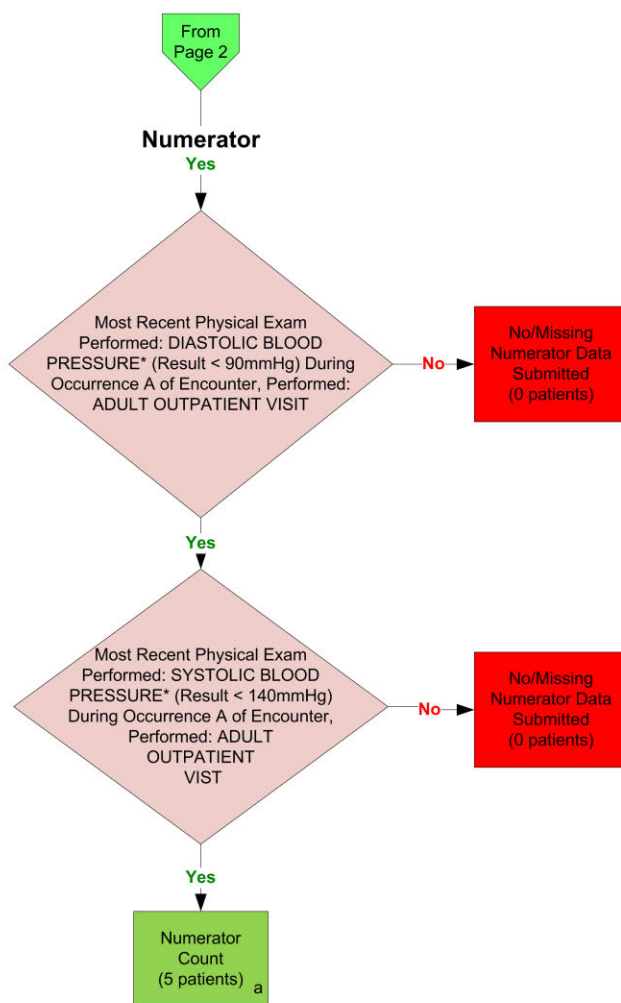 From
Page 2
Numerator
Yes
Most Recent Physical Exam
Performed: DIASTOLIC BLOOD
PRESSURE* (Result < 90mmHg) During
Occurrence A of Encounter, Performed:
ADULT OUTPATIENT VISIT
No
No/Missing
Numerator Data
Submitted
(0 patients)
Yes
Most Recent Physical Exam
Performed: SYSTOLIC BLOOD
PRESSURE* (Result < 140mmHg)
During Occurrence A of Encounter,
Performed: ADULT
OUTPATIENT
VIST
No
No/Missing
Numerator Data
Submitted
(0 patients)
Yes
Numerator
Count
(5 patients)
a